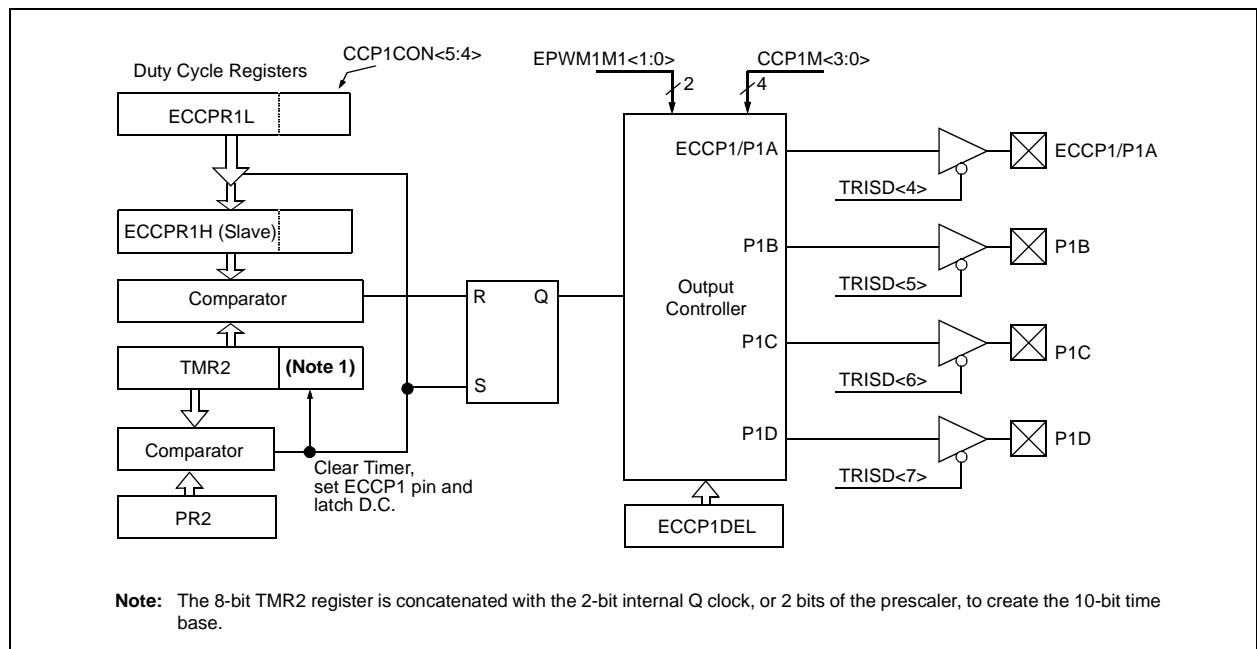 CCP1CON<5:4>
Duty Cycle Registers
ECCPR1L
ECCPR1H (Slave)
Comparator
TMR2
(Note 1)
Comparator
Clear Timer,
set ECCP1 pin and
latch D.C.
PR2
R
Q
S
EPWM1M1<1:0>
2
CCP1M<3:0>
4
ECCP1/P1A
P1B
Output
Controller
P1C
P1D
ECCP1DEL
TRISD<4>
ECCP1/P1A
TRISD<5>
P1B
TRISD<6>
P1C
TRISD<7>
P1D
Note: The 8-bit TMR2 register is concatenated with the 2-bit internal Q clock, or 2 bits of the prescaler, to create the 10-bit time
base.